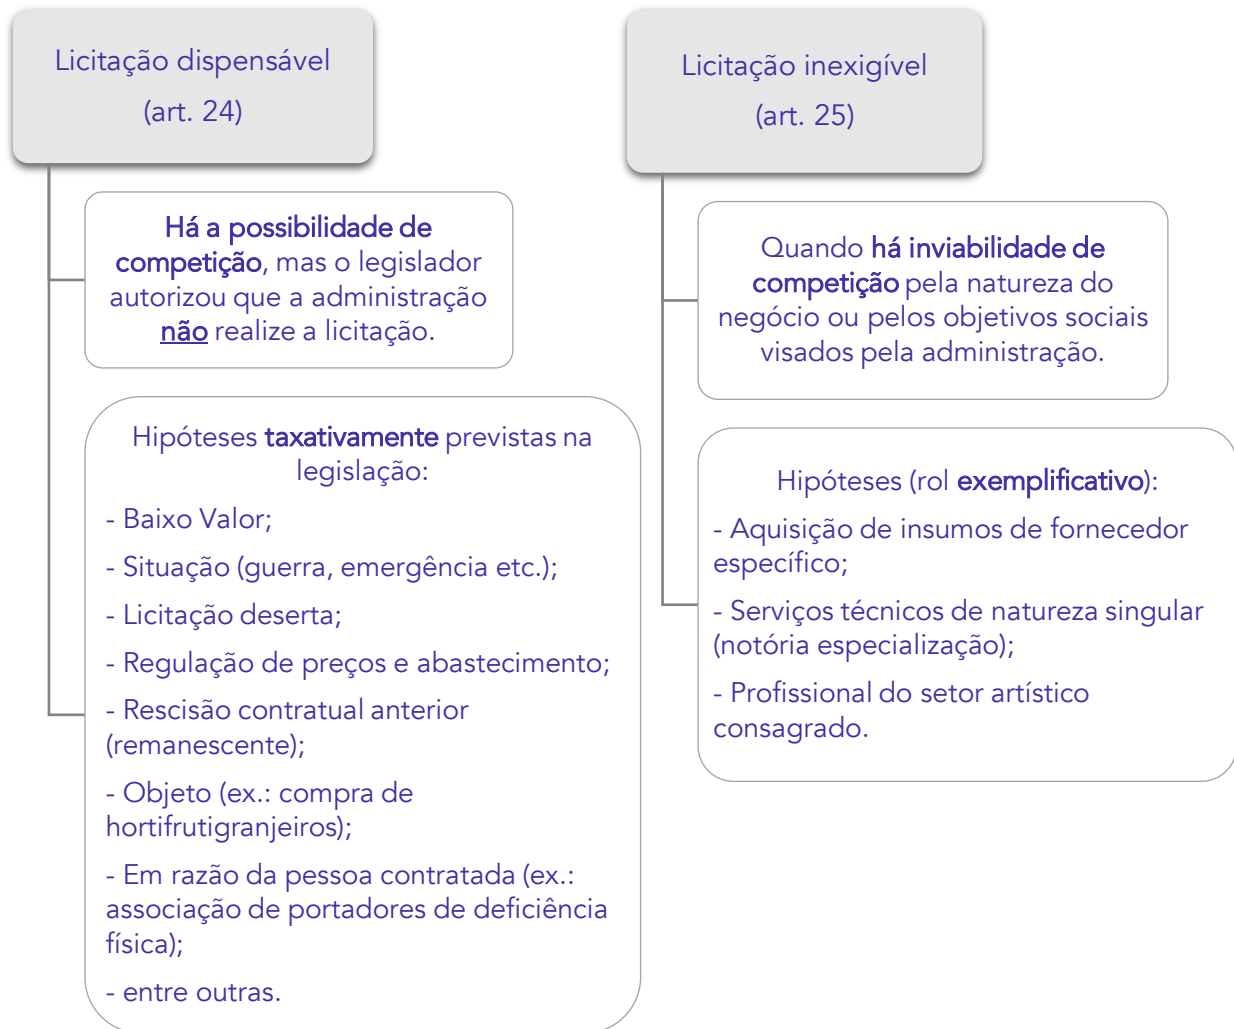 Licitação dispensável
(art. 24)
Há a possibilidade de
competição, mas o legislador
autorizou que a administração
não realize a licitação.
Hipóteses taxativamente previstas na
legislação:
- Baixo Valor;
- Situação (guerra, emergência etc.);
- Licitação deserta;
- Regulação de preços e abastecimento;
- Rescisão contratual anterior
(remanescente);
- Objeto (ex.: compra de
hortifrutigranjeiros);
- Em razão da pessoa contratada (ex.:
associação de portadores de deficiência
física);
- entre outras.
Licitação inexigível
(art. 25)
Quando há inviabilidade de
competição pela natureza do
negócio ou pelos objetivos sociais
visados pela administração.
Hipóteses (rol exemplificativo):
- Aquisição de insumos de fornecedor
específico;
- Serviços técnicos de natureza singular
(notória especialização);
- Profissional do setor artístico
consagrado.